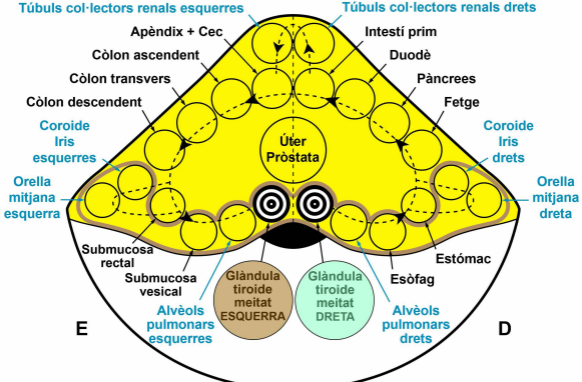 Túbuls col·lectors renals esquerres
Túbuls col·lectors renals drets
Apèndix + Cec
Intestí prim
Còlon ascendent
Duodè
Còlon transvers
Pàncrees
Còlon descendent
Fetge
Coroide
Iris
esquerres
Coroide
Iris
drets
Úter
Pròstata
Orella
mitjana
esquerra
Orella
mitjana
dreta
Submucosa
rectal
Estómac
Submucosa
vesical
Esòfag
Glàndula
tiroide
meitat
ESQUERRA
Glàndula
tiroide
meitat
DRETA
Alvèols
pulmonars
esquerres
Alvèols
pulmonars
drets
E
D